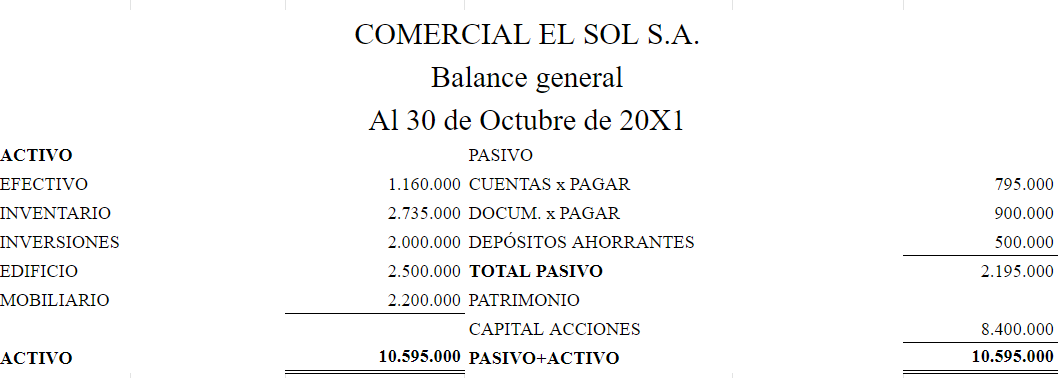 COMERCIAL EL SOL S.A.
Balance general
Al 30 de Octubre de 20X1
ACTIVO PASIVO
EFECTIVO 1.160.000 CUENTAS x PAGAR 795.000
INVENTARIO 2.735.000 DOCUM. x PAGAR 900.000
INVERSIONES 2.000.000 DEPÓSITOS AHORRANTES 500.000
EDIFICIO 2.500.000 TOTAL PASIVO 2.195.000
MOBILIARIO 2.200.000 PATRIMONIO
CAPITAL ACCIONES 8.400.000
ACTIVO 10.595.000 PASIVO+ACTIVO 10.595.000